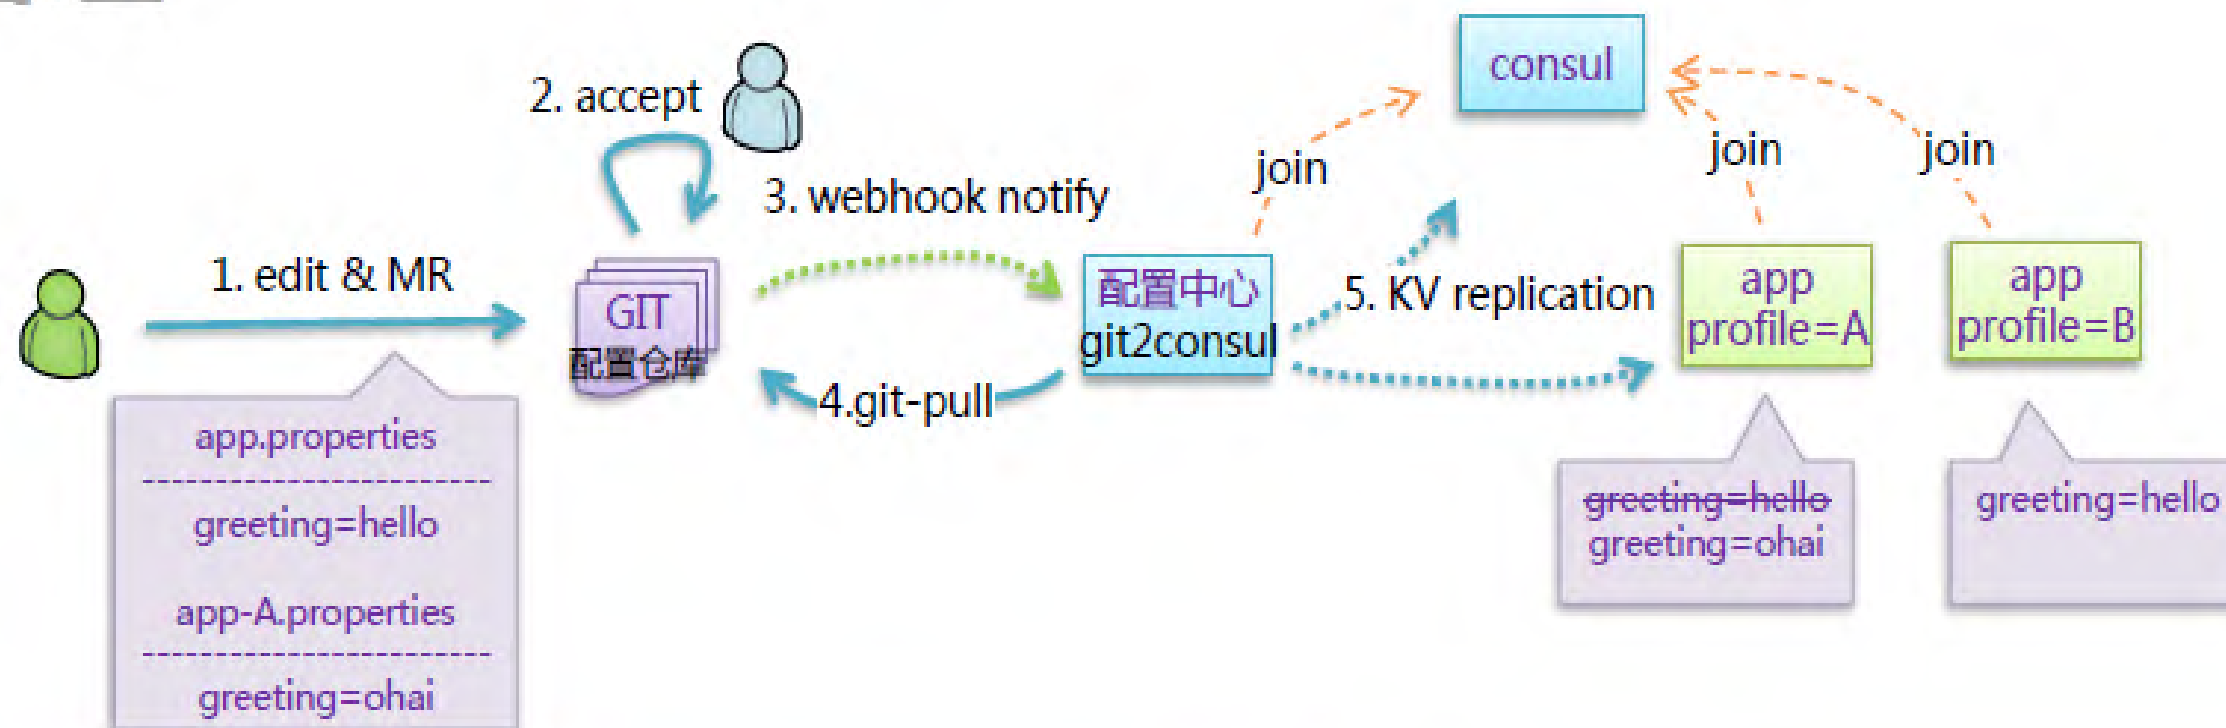 consul
2. accept
join
join
join
3. webhook notify
1. edit & MR
GIT
配置仓库
配置中心
git2consul
5. KV replication
app
profile=A
app
profile=B
4.git-pull
app.properties
greeting=hello
app-A.properties
greeting=ohai
greeting=hello
greeting=ohai
greeting=hello